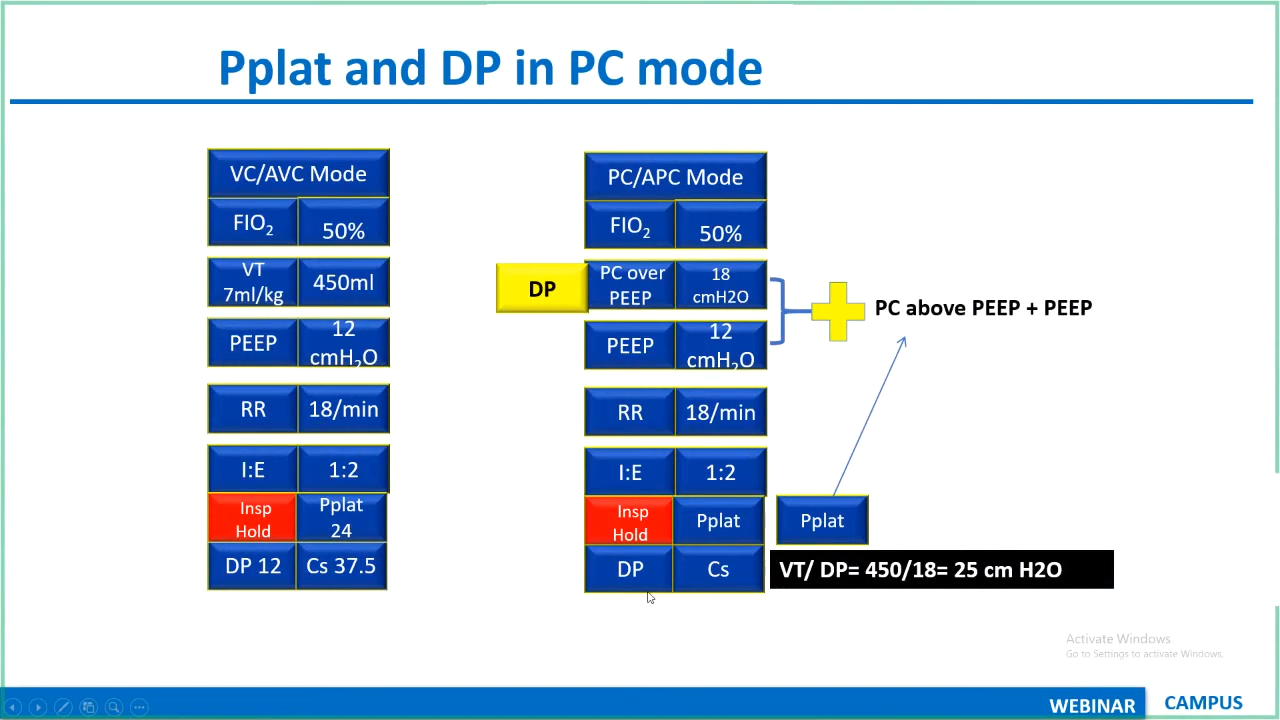 Pplat and DP in PC mode
VC/AVC Mode
FIO₂
50%
VT
7ml/kg
450ml
PEEP
12
cmH₂O
RR
18/min
I:E
1:2
Insp
Hold
Pplat
24
DP 12
Cs 37.5
PC/APC Mode
FIO₂
50%
DP
PC over
PEEP
18
cmH2O
PEEP
12
cmH₂O
PC above PEEP + PEEP
RR
18/min
I:E
1:2
Insp
Hold
Pplat
Pplat
DP
Cs
VT/ DP= 450/18= 25 cm H2O
Activate Windows
Go to Settings to activate Windows.
WEBINAR
CAMPUS